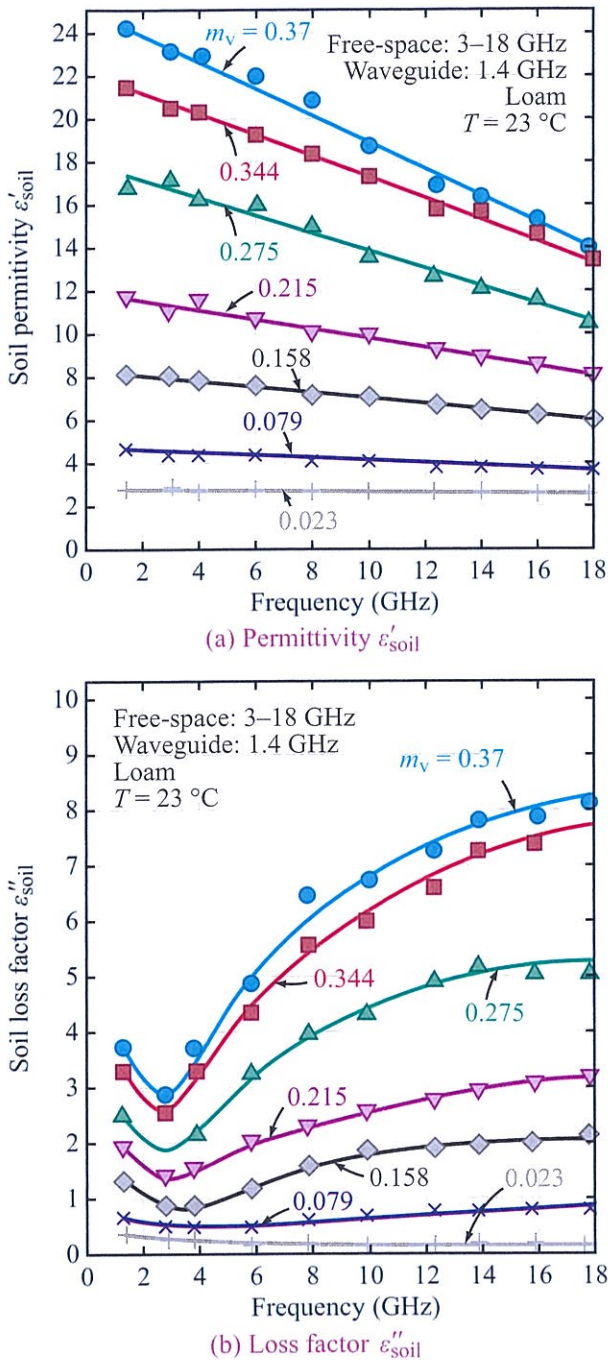 24
22
20
18
16
14
12
10
8
6
4
2
0
Soil permitivity ε′soil
mv = 0.37
Free-space: 3–18 GHz
Waveguide: 1.4 GHz
Loam
T = 23 °C
0.344
0.275
0.215
0.158
0.079
0.023
0 2 4 6 8 10 12 14 16 18
Frequency (GHz)
(a) Permittivity ε′soil
10
9
8
7
6
5
4
3
2
1
0
Soil loss factor ε″soil
Free-space: 3–18 GHz
Waveguide: 1.4 GHz
Loam
T = 23 °C
mv = 0.37
0.344
0.275
0.215
0.158
0.023
0.079
0 2 4 6 8 10 12 14 16 18
Frequency (GHz)
(b) Loss factor ε″soil